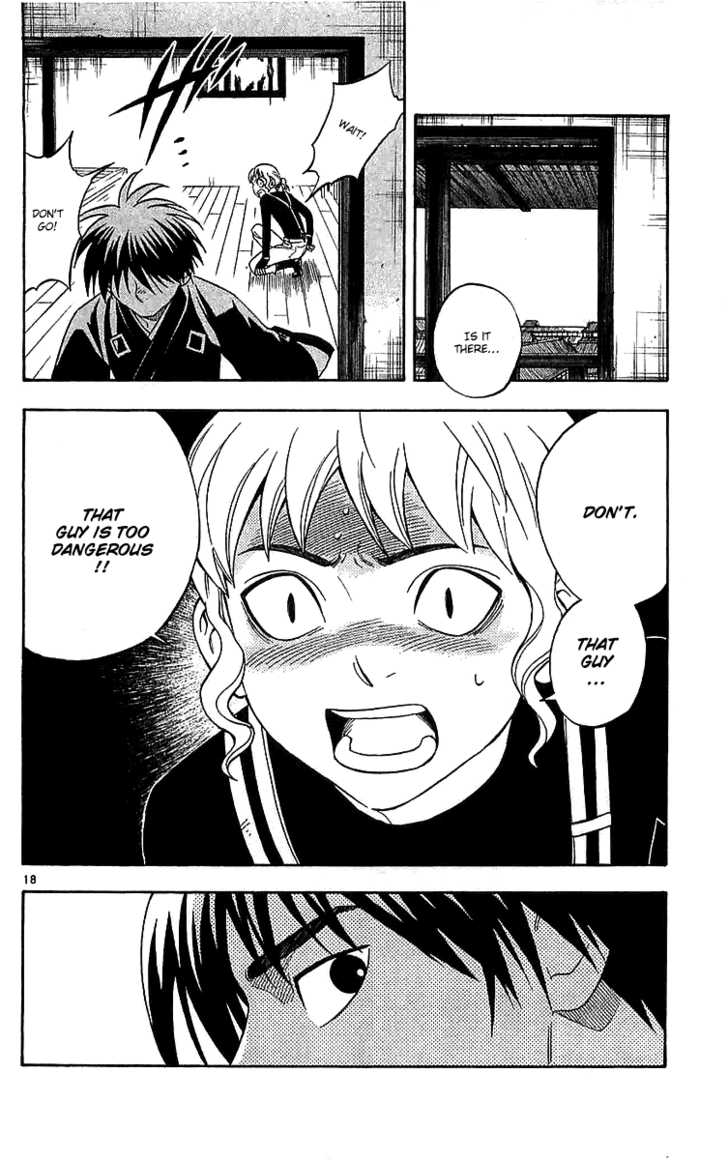 IS IT
THERE...
WAIT!
DON'T
GO!
DON'T.
THAT
GUY
...
THAT
GUY IS TOO
DANGEROUS
!!
18